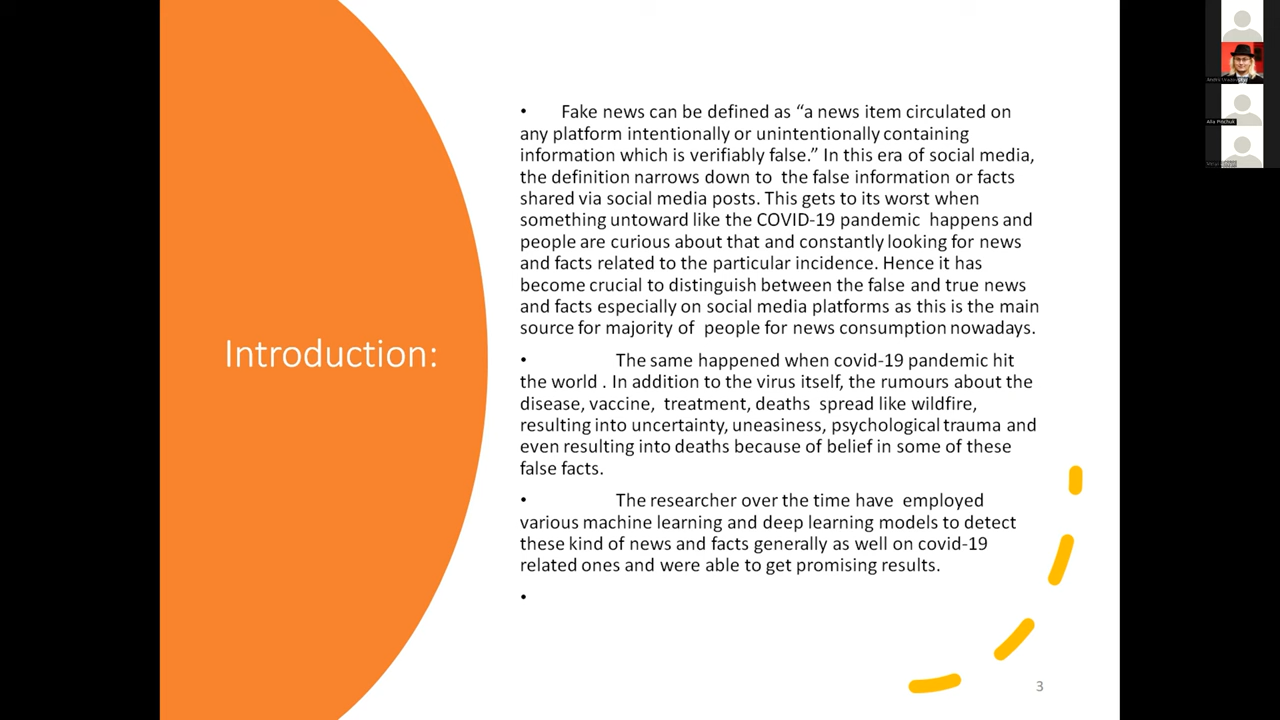 Introduction:
• Fake news can be defined as “a news item circulated on
any platform intentionally or unintentionally containing
information which is verifiably false.” In this era of social media,
the definition narrows down to the false information or facts
shared via social media posts. This gets to its worst when
something untoward like the COVID-19 pandemic happens and
people are curious about that and constantly looking for news
and facts related to the particular incidence. Hence it has
become crucial to distinguish between the false and true news
and facts especially on social media platforms as this is the main
source for majority of people for news consumption nowadays.
• The same happened when covid-19 pandemic hit
the world . In addition to the virus itself, the rumours about the
disease, vaccine, treatment, deaths spread like wildfire,
resulting into uncertainty, uneasiness, psychological trauma and
even resulting into deaths because of belief in some of these
false facts.
• The researcher over the time have employed
various machine learning and deep learning models to detect
these kind of news and facts generally as well on covid-19
related ones and were able to get promising results.
•
3
Alla Pinchuk